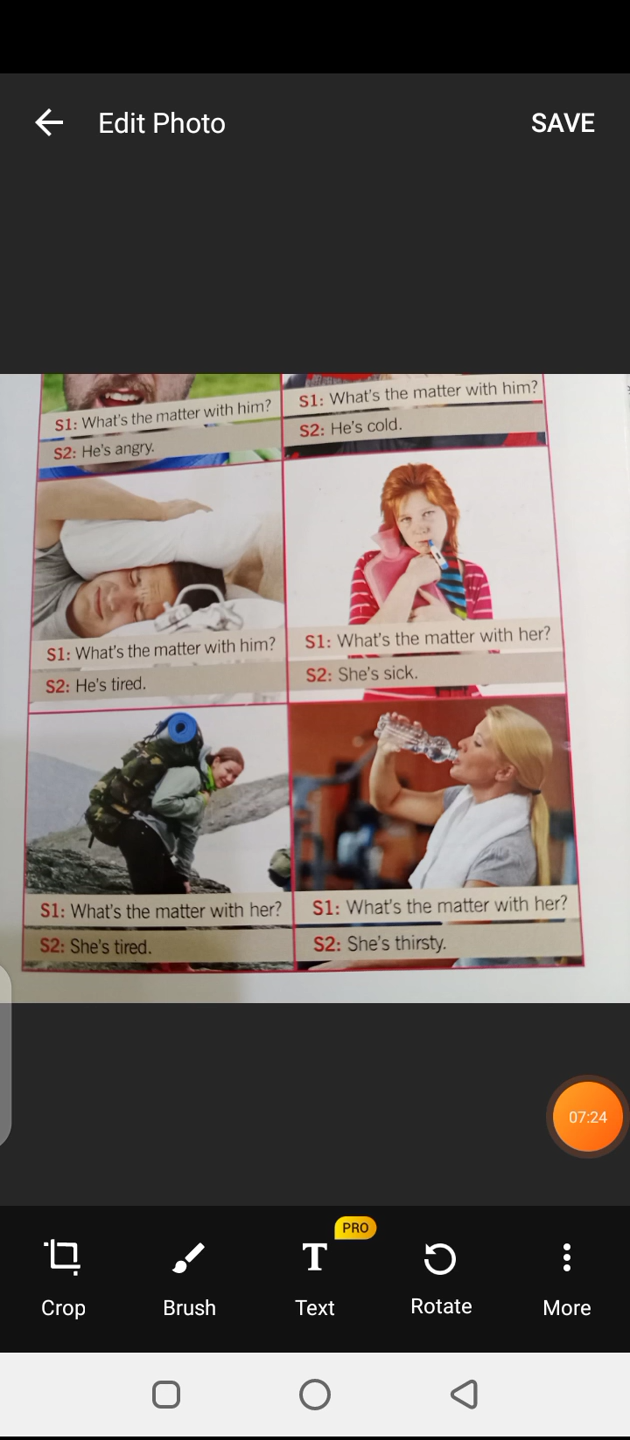 Edit Photo
SAVE
S1: What's the matter with him?
S2: He's angry.
S1: What's the matter with him?
S2: He's cold.
S1: What's the matter with him?
S2: He's tired.
S1: What's the matter with her?
S2: She's sick.
S1: What's the matter with her?
S2: She's tired.
S1: What's the matter with her?
S2: She's thirsty.
07:24
PRO
T
Crop
Brush
Text
Rotate
More